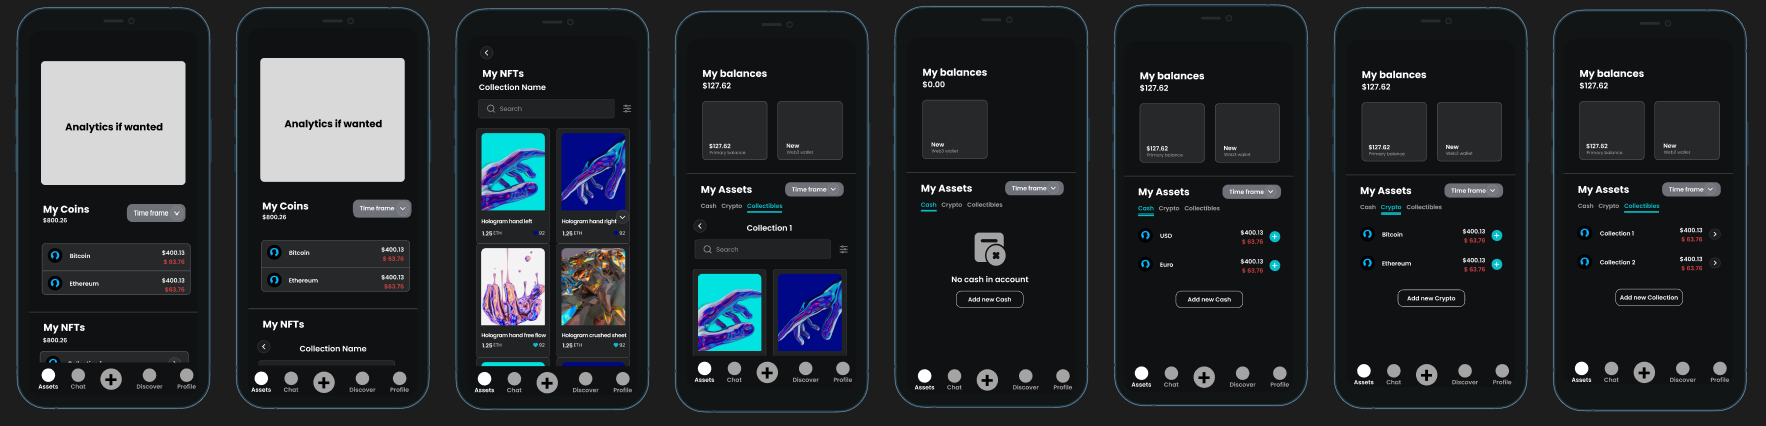 Analytics if wanted
My Coins
$800.26
Time frame
Bitcoin
$400.13
$ 63.76
Ethereum
$400.13
$ 63.76
My NFTs
$800.26
Assets
Chat
Discover
Profile
Analytics if wanted
My Coins
$800.26
Time frame
Bitcoin
$400.13
$ 63.76
Ethereum
$400.13
$63.76
My NFTs
Collection Name
Assets
Chat
Discover
Profile
My NFTs
Collection Name
Search
Hologram hand left
1.25 ETH
92
Hologram hand right
1.25 ETH
92
Hologram hand free flow
1.25 ETH
92
Hologram crushed sheet
1.25 ETH
92
Assets
Chat
Discover
Profile
My balances
$127.62
$127.62
Primary balance
New
Web3 wallet
My Assets
Time frame
Cash
Crypto
Collectibles
Collection 1
Search
Assets
Chat
Discover
Profile
My balances
$0.00
New
Web3 wallet
My Assets
Time frame
Cash
Crypto
Collectibles
No cash in account
Add new Cash
Assets
Chat
Discover
Profile
My balances
$127.62
$127.62
Primary balance
New
Web3 wallet
My Assets
Time frame
Cash
Crypto
Collectibles
USD
$400.13
$ 63.76
Euro
$400.13
$ 63.76
Add new Cash
Assets
Chat
Discover
Profile
My balances
$127.62
$127.62
Primary balance
New
Web3 wallet
My Assets
Time frame
Cash
Crypto
Collectibles
Bitcoin
$400.13
$ 63.76
Ethereum
$400.13
$ 63.76
Add new Crypto
Assets
Chat
Discover
Profile
My balances
$127.62
$127.62
Primary balance
New
Web3 wallet
My Assets
Time frame
Cash
Crypto
Collectibles
Collection 1
$400.13
$ 63.76
Collection 2
$400.13
$ 63.76
Add new Collection
Assets
Chat
Discover
Profile